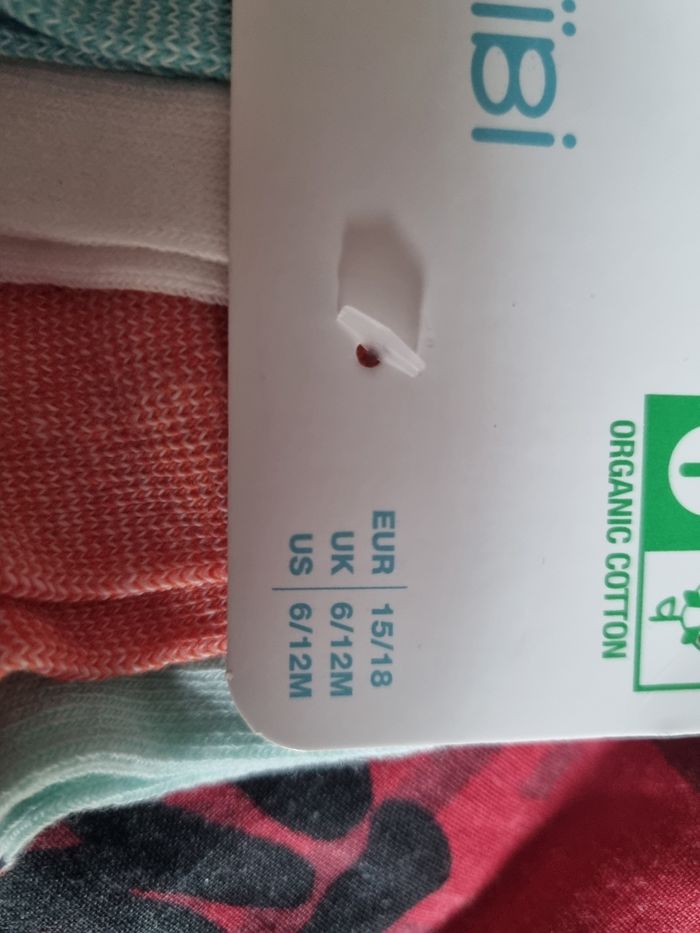 EUR 15/18
UK 6/12M
US 6/12M
ORGANIC COTTON